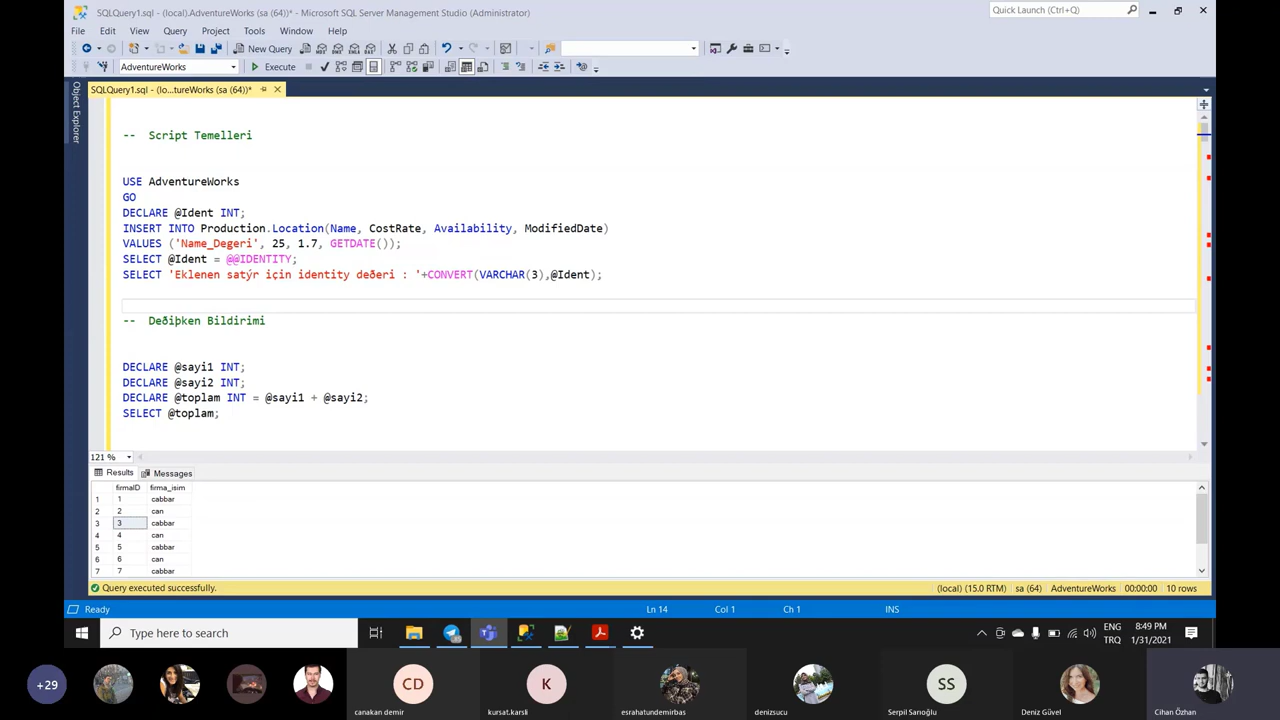 SQLQuery1.sql - (local).AdventureWorks (sa (64))* - Microsoft SQL Server Management Studio (Administrator)
Quick Launch (Ctrl+Q)
File Edit View Query Project Tools Window Help
New Query
AdventureWorks
Execute
SQLQuery1.sql - (lo...tureWorks (sa (64))*
Object Explorer
-- Script Temelleri
USE AdventureWorks
GO
DECLARE @Ident INT;
INSERT INTO Production.Location(Name, CostRate, Availability, ModifiedDate)
VALUES ('Name_Degeri', 25, 1.7, GETDATE());
SELECT @Ident = @@IDENTITY;
SELECT 'Eklenen satýr için identity deðeri : '+CONVERT(VARCHAR(3),@Ident);
-- Deðiþken Bildirimi
DECLARE @sayi1 INT;
DECLARE @sayi2 INT;
DECLARE @toplam INT = @sayi1 + @sayi2;
SELECT @toplam;
121 %
Results Messages
firmaID firma_isim
1 1 cabbar
2 2 can
3 3 cabbar
4 4 can
5 5 cabbar
6 6 can
7 7 cabbar
Query executed successfully. (local) (15.0 RTM) sa (64) AdventureWorks 00:00:00 10 rows
Ready Ln 14 Col 1 Ch 1 INS
Type here to search
ENG
TRQ
8:49 PM
1/31/2021
+29
CD
K
SS
canakan demir kursat.karsli esrahatundemirbas denizsucu Serpil Sarıoğlu Deniz Güvel Cihan Özhan